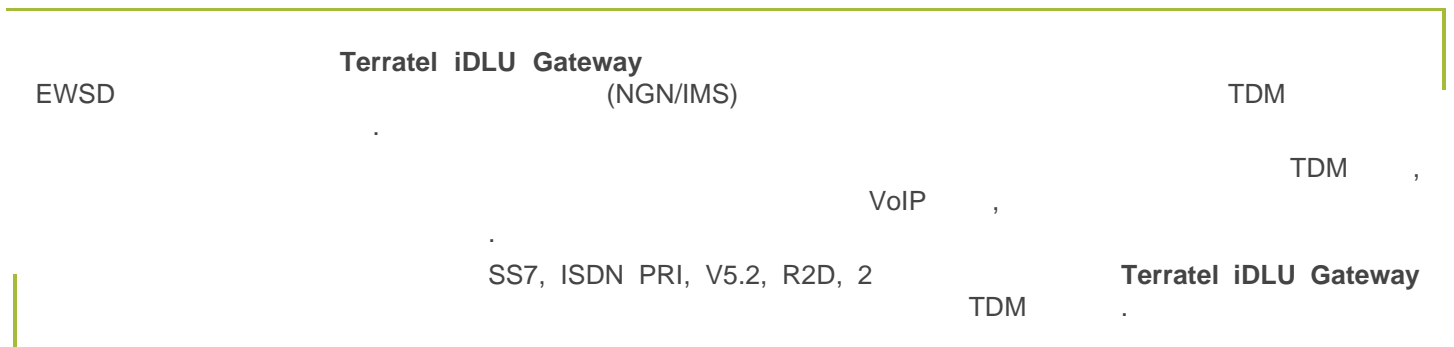 Terratel iDLU Gateway
EWSD (NGN/IMS) TDM
.
TDM ,
VoIP ,
.
SS7, ISDN PRI, V5.2, R2D, 2 Terratel iDLU Gateway
TDM .